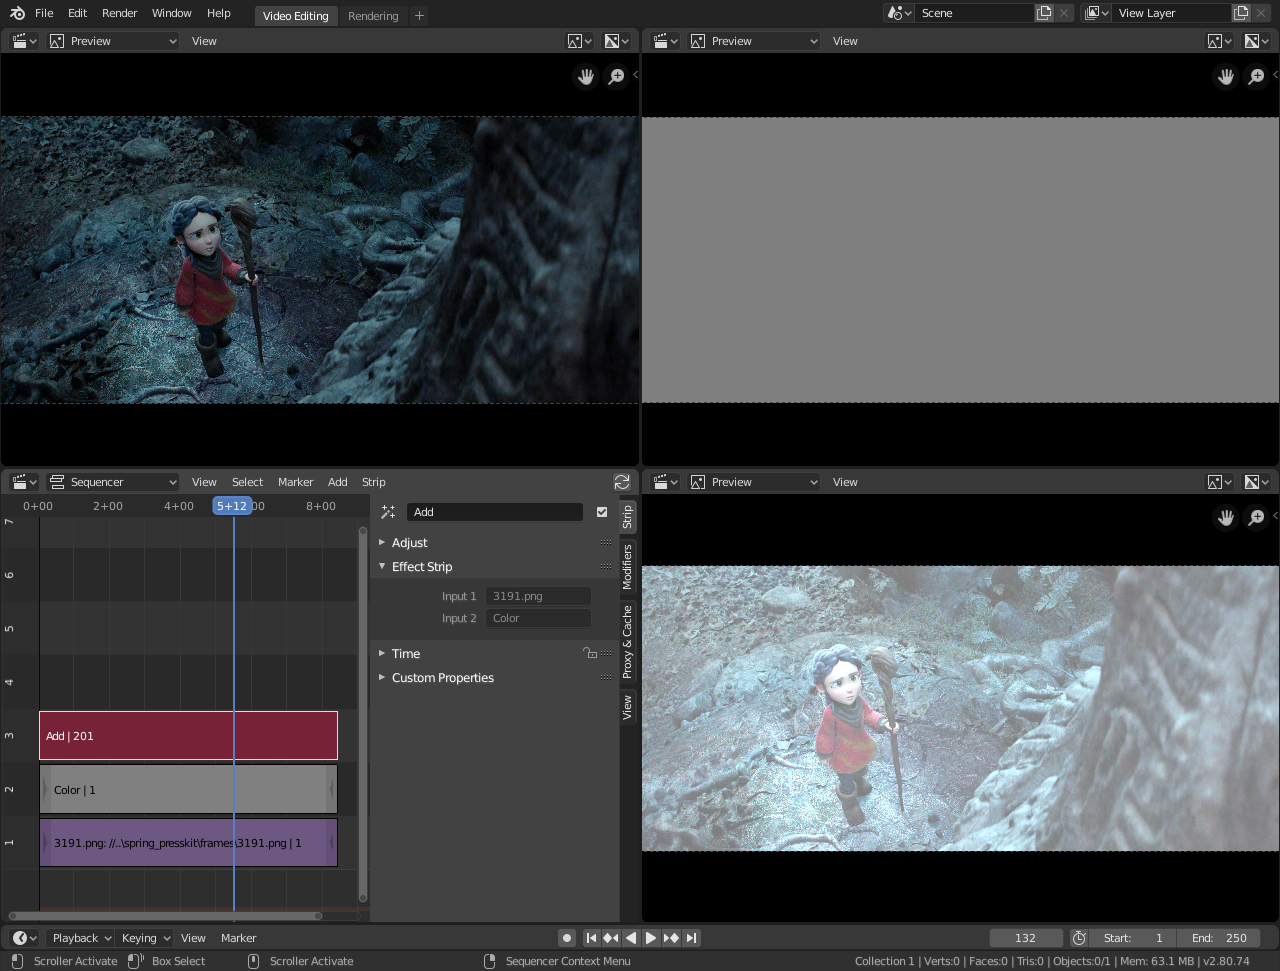 File Edit Render Window Help Video Editing Rendering + Scene View Layer
Preview View
Preview View
Sequencer View Select Marker Add Strip
Preview View
0+00 2+00 4+00 5+12 00 8+00
7
6
5
4
3
2
1
Add | 201
Color | 1
3191.png: //..\spring_presskit\frames\3191.png | 1
Add
Adjust
Effect Strip
Input 1 3191.png
Input 2 Color
Time
Custom Properties
Strip
Modifiers
Proxy & Cache
View
Playback Keying View Marker 132 Start: 1 End: 250
Scroller Activate Box Select Scroller Activate Sequencer Context Menu Collection 1 | Verts:0 | Faces:0 | Tris:0 | Objects:0/1 | Mem: 63.1 MB | v2.80.74